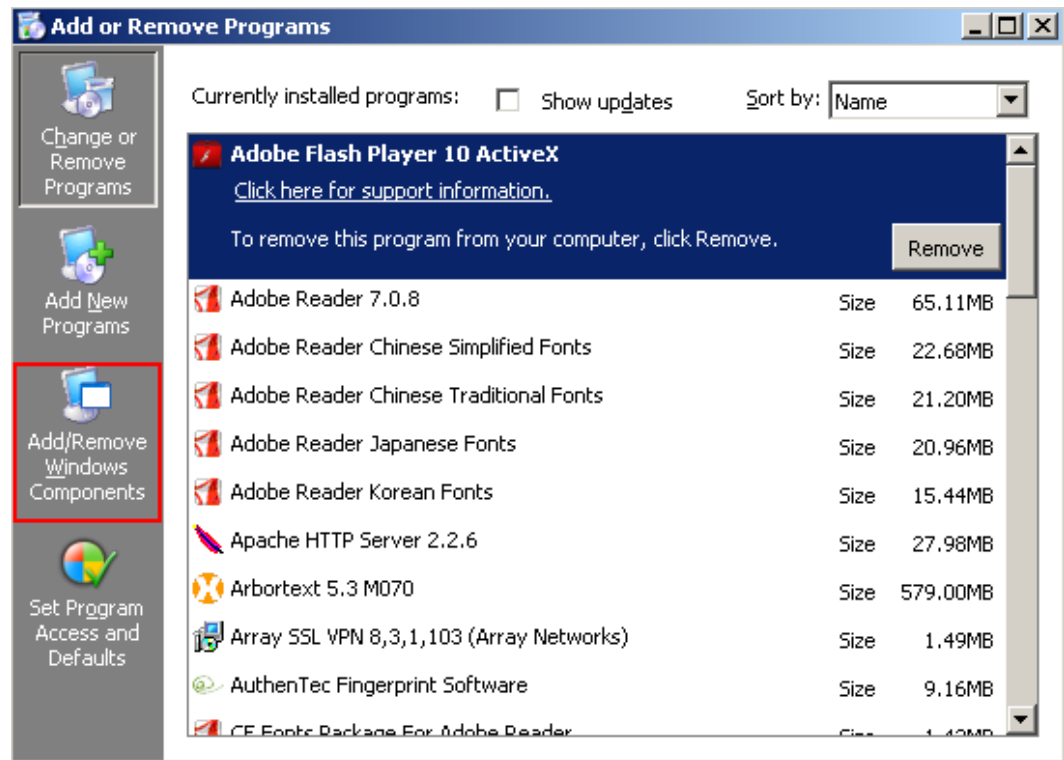 Add or Remove Programs
Change or
Remove
Programs
Add New
Programs
Add/Remove
Windows
Components
Set Program
Access and
Defaults
Currently installed programs: Show updates Sort by: Name
Adobe Flash Player 10 ActiveX
Click here for support information.
To remove this program from your computer, click Remove. Remove
Adobe Reader 7.0.8 Size 65.11MB
Adobe Reader Chinese Simplified Fonts Size 22.68MB
Adobe Reader Chinese Traditional Fonts Size 21.20MB
Adobe Reader Japanese Fonts Size 20.96MB
Adobe Reader Korean Fonts Size 15.44MB
Apache HTTP Server 2.2.6 Size 27.98MB
Arbortext 5.3 M070 Size 579.00MB
Array SSL VPN 8,3,1,103 (Array Networks) Size 1.49MB
AuthenTec Fingerprint Software Size 9.16MB
Fonts Package For Adobe Reader Size